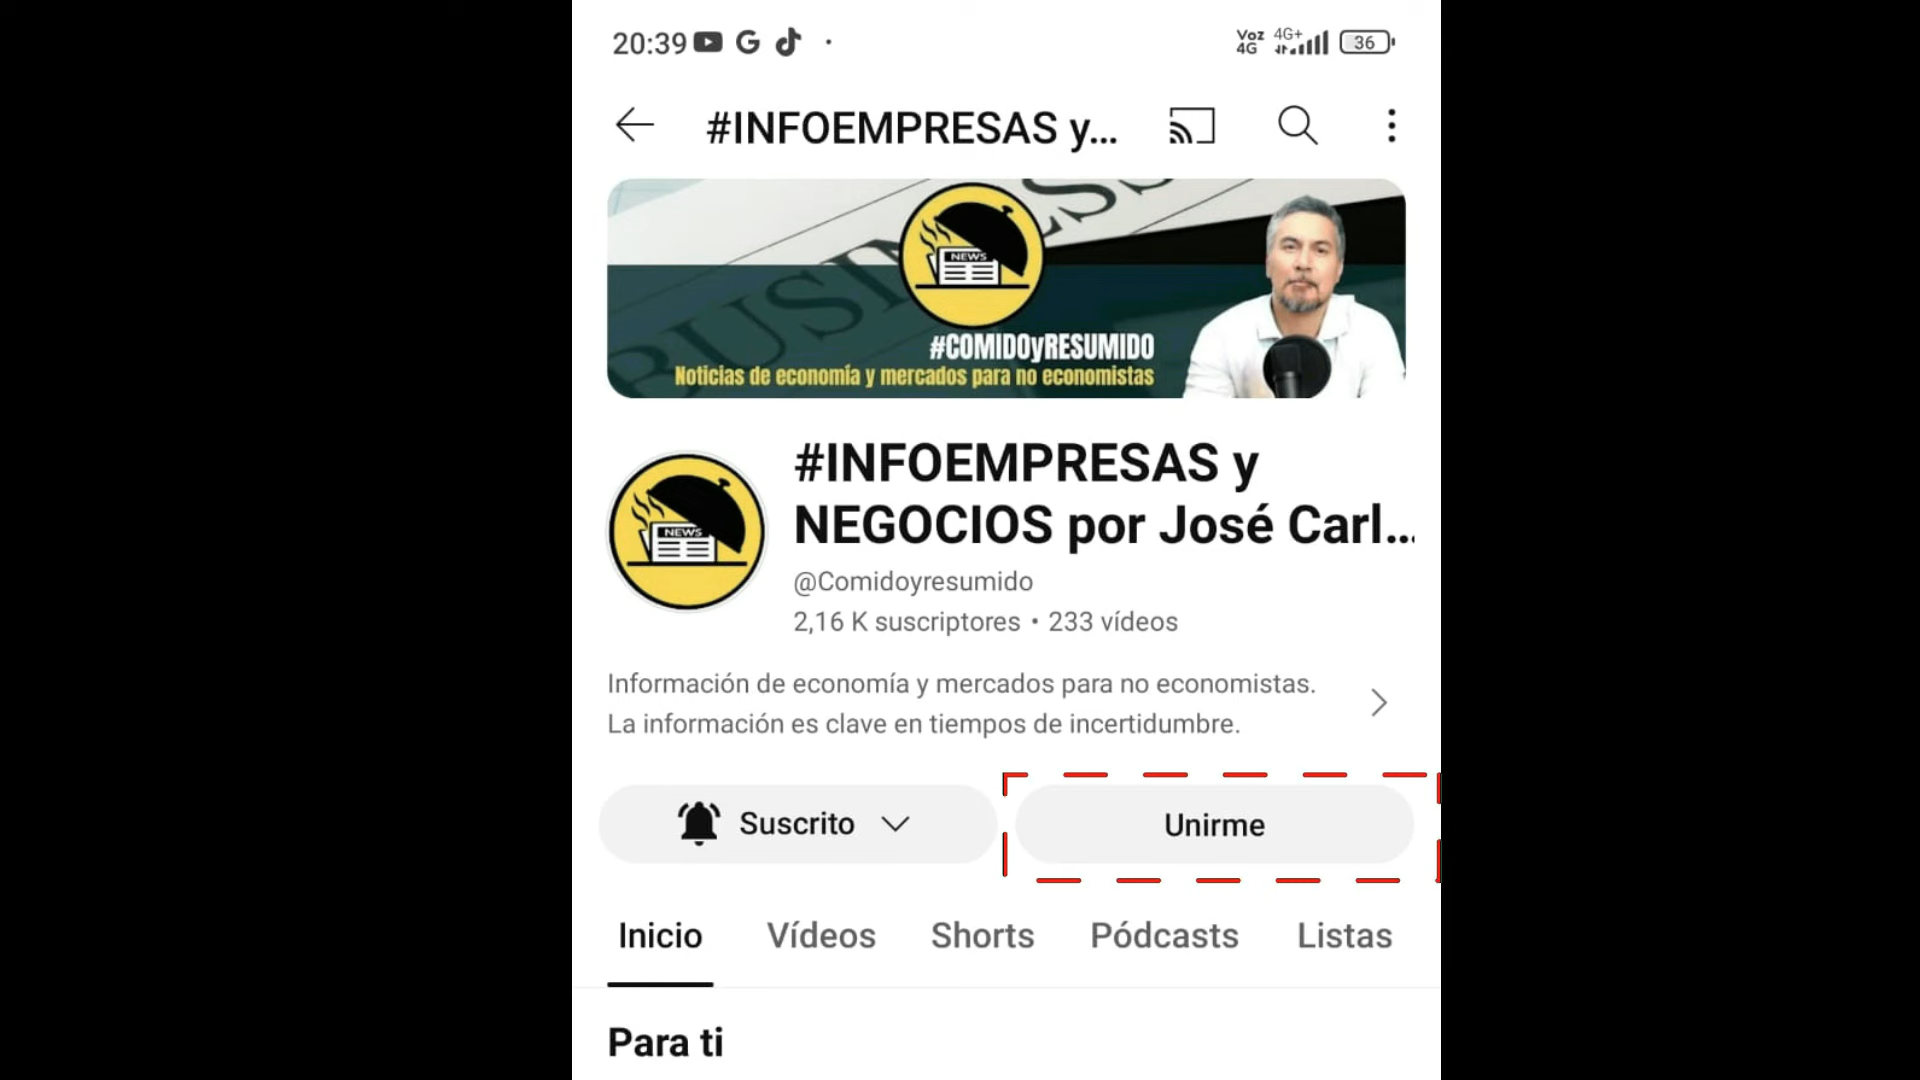 20:39
Voz 4G
4G+
36
#INFOEMPRESAS y...
BUSINESS
NEWS
#COMIDOyRESUMIDO
Noticias de economía y mercados para no economistas
NEWS
#INFOEMPRESAS y
NEGOCIOS por José Carl...
@Comidoyresumido
2,16 K suscriptores • 233 vídeos
Información de economía y mercados para no economistas.
La información es clave en tiempos de incertidumbre.
Suscrito
Unirme
Inicio
Vídeos
Shorts
Pódcasts
Listas
Para ti